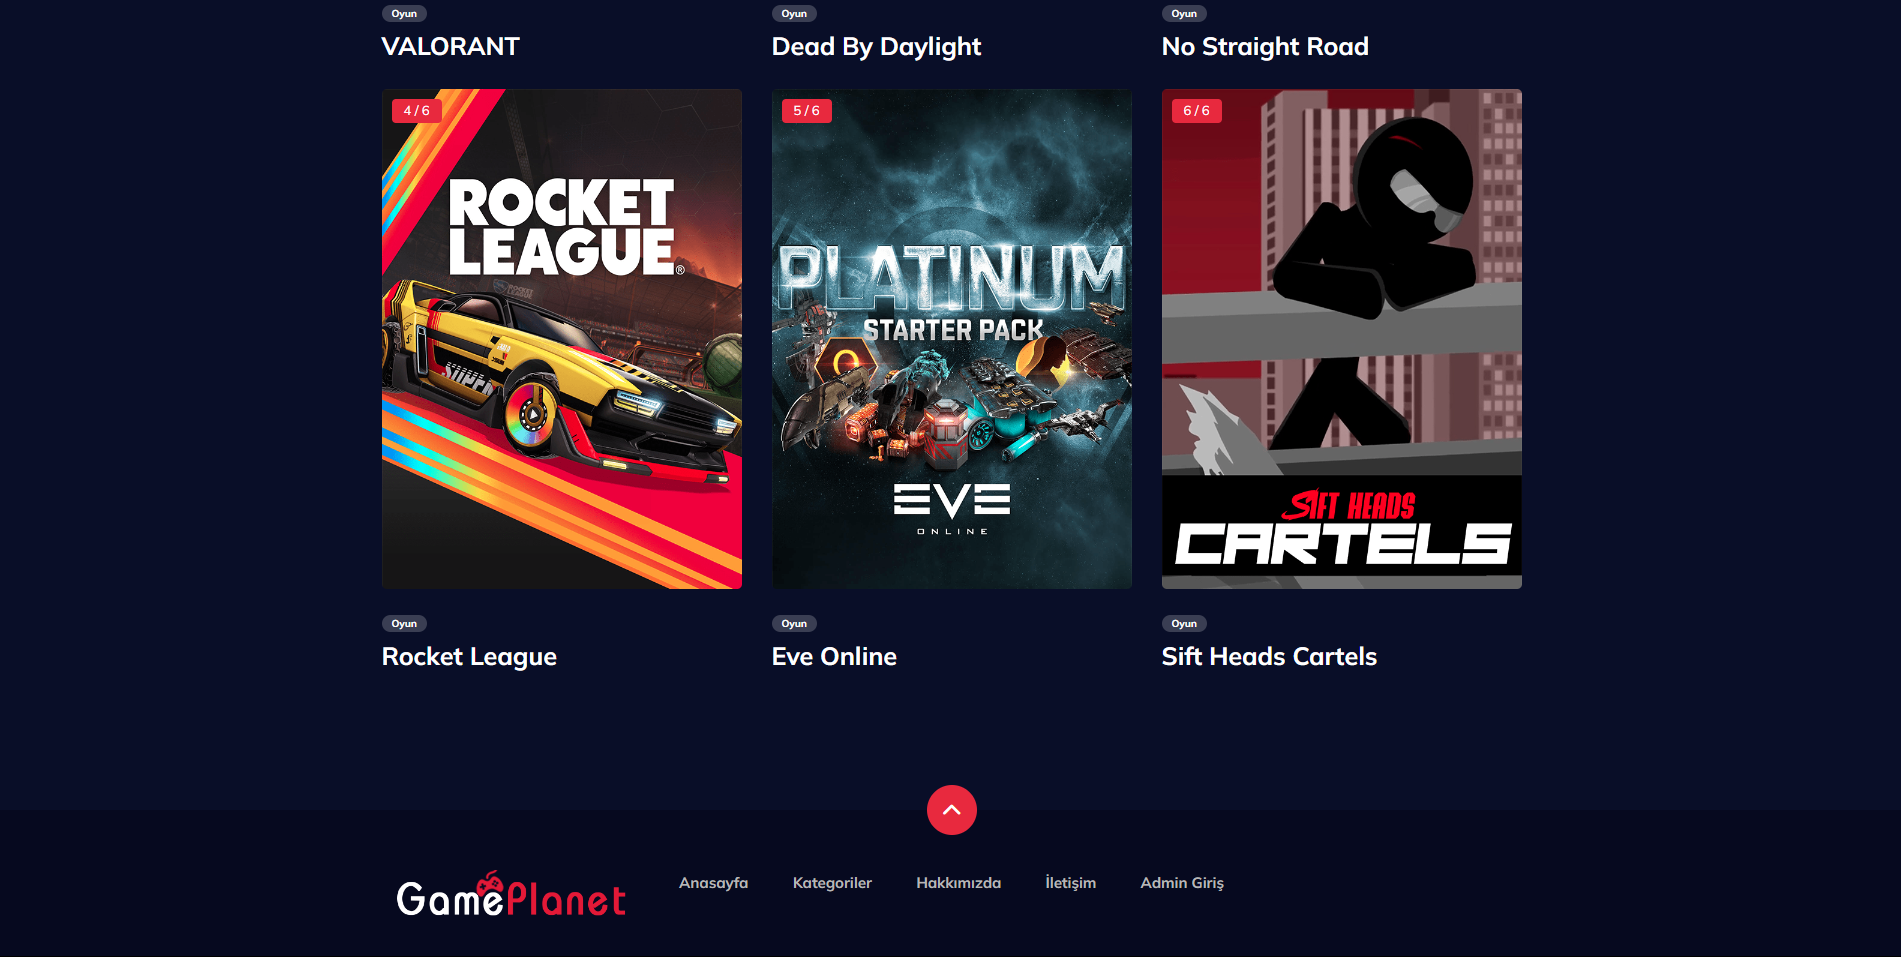 Oyun
Oyun
Oyun
VALORANT
Dead By Daylight
No Straight Road
4 / 6
5 / 6
6 / 6
ROCKET
LEAGUE®
PLATINUM
STARTER PACK
EVE
ONLINE
SIFT HEADS
CARTELS
Oyun
Oyun
Oyun
Rocket League
Eve Online
Sift Heads Cartels
GamePlanet
Anasayfa
Kategoriler
Hakkımızda
İletişim
Admin Giriş